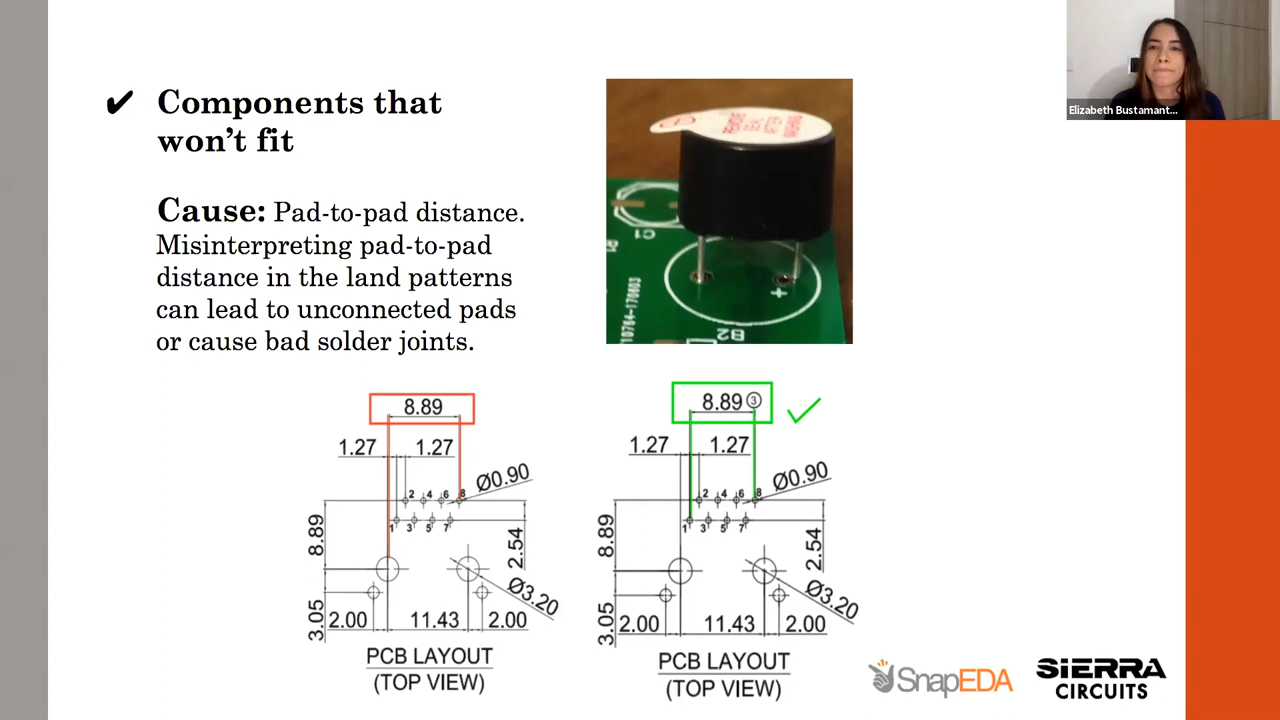 ✔ Components that
won’t fit
Cause: Pad-to-pad distance.
Misinterpreting pad-to-pad
distance in the land patterns
can lead to unconnected pads
or cause bad solder joints.
Elizabeth Bustamant...
C1
B2
+
10764-170603
8.89
1.27 1.27
Ø0.90
2 4 6 8
1 3 5 7
8.89
2.54
Ø3.20
3.05
2.00 11.43 2.00
PCB LAYOUT
(TOP VIEW)
8.89 ③
1.27 1.27
Ø0.90
2 4 6 8
1 3 5 7
8.89
2.54
Ø3.20
3.05
2.00 11.43 2.00
PCB LAYOUT
(TOP VIEW)
SnapEDA
SIERRA
CIRCUITS